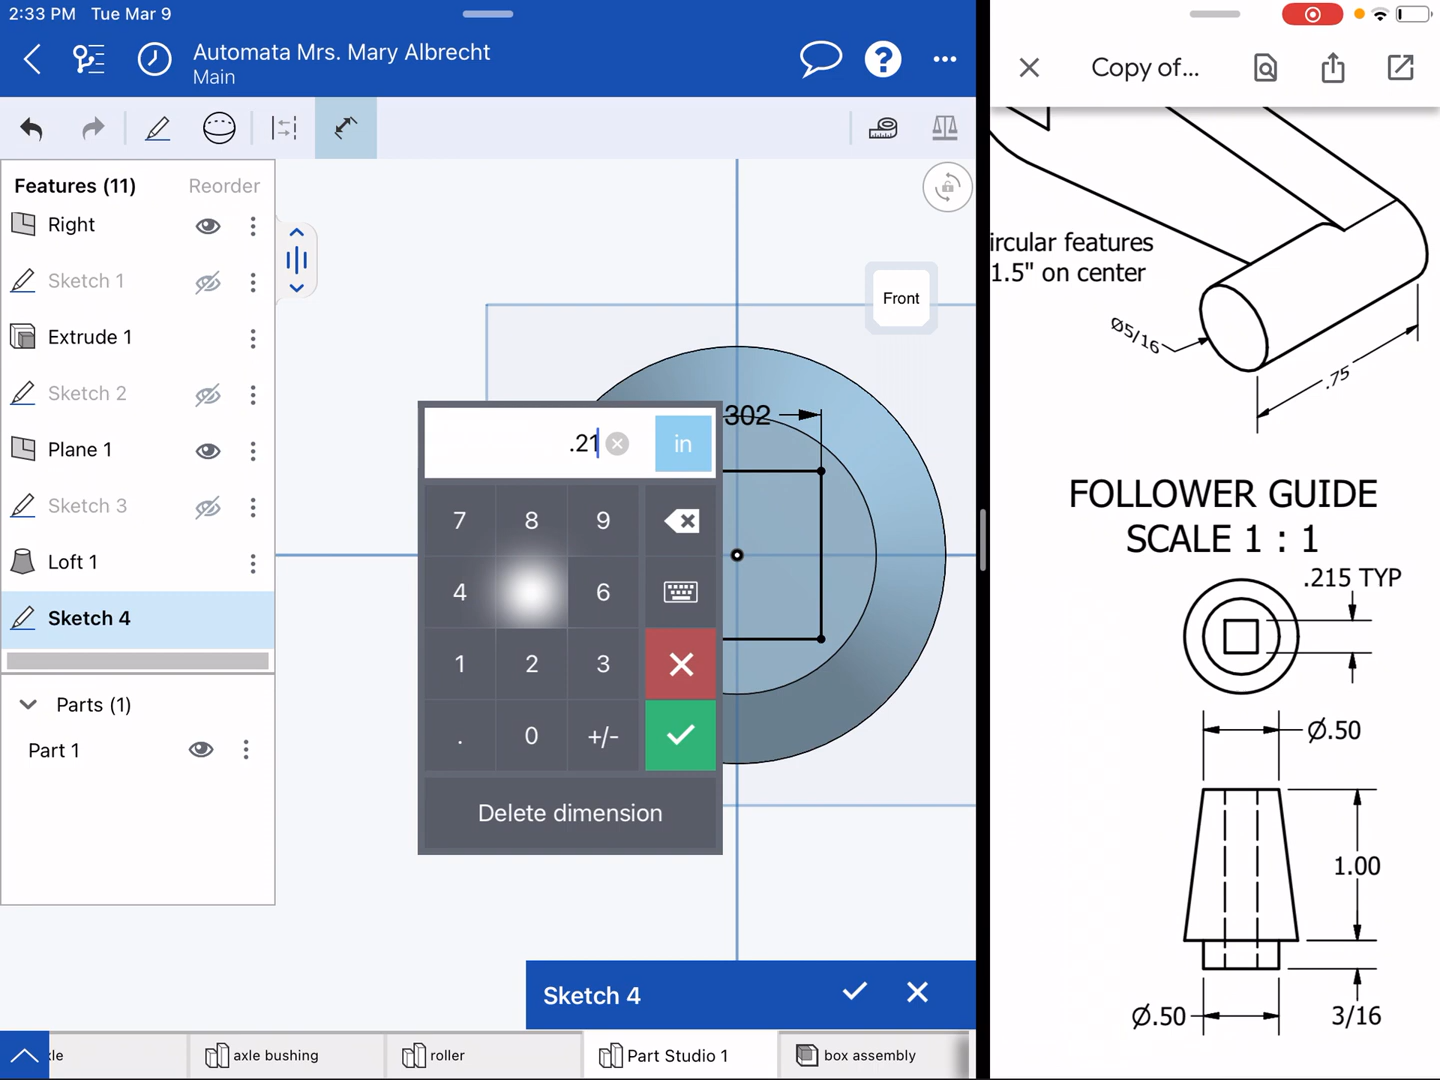 2:33 PM Tue Mar 9
Automata Mrs. Mary Albrecht
Main
Features (11) Reorder
Right
Sketch 1
Extrude 1
Sketch 2
Plane 1
Sketch 3
Loft 1
Sketch 4
Parts (1)
Part 1
Front
302
.21 in
7 8 9
4 6
1 2 3
. 0 +/-
Delete dimension
Sketch 4
axle bushing
roller
Part Studio 1
box assembly
Copy of...
ircular features
1.5" on center
Ø5/16
.75
FOLLOWER GUIDE
SCALE 1 : 1
.215 TYP
Ø.50
1.00
Ø.50
3/16